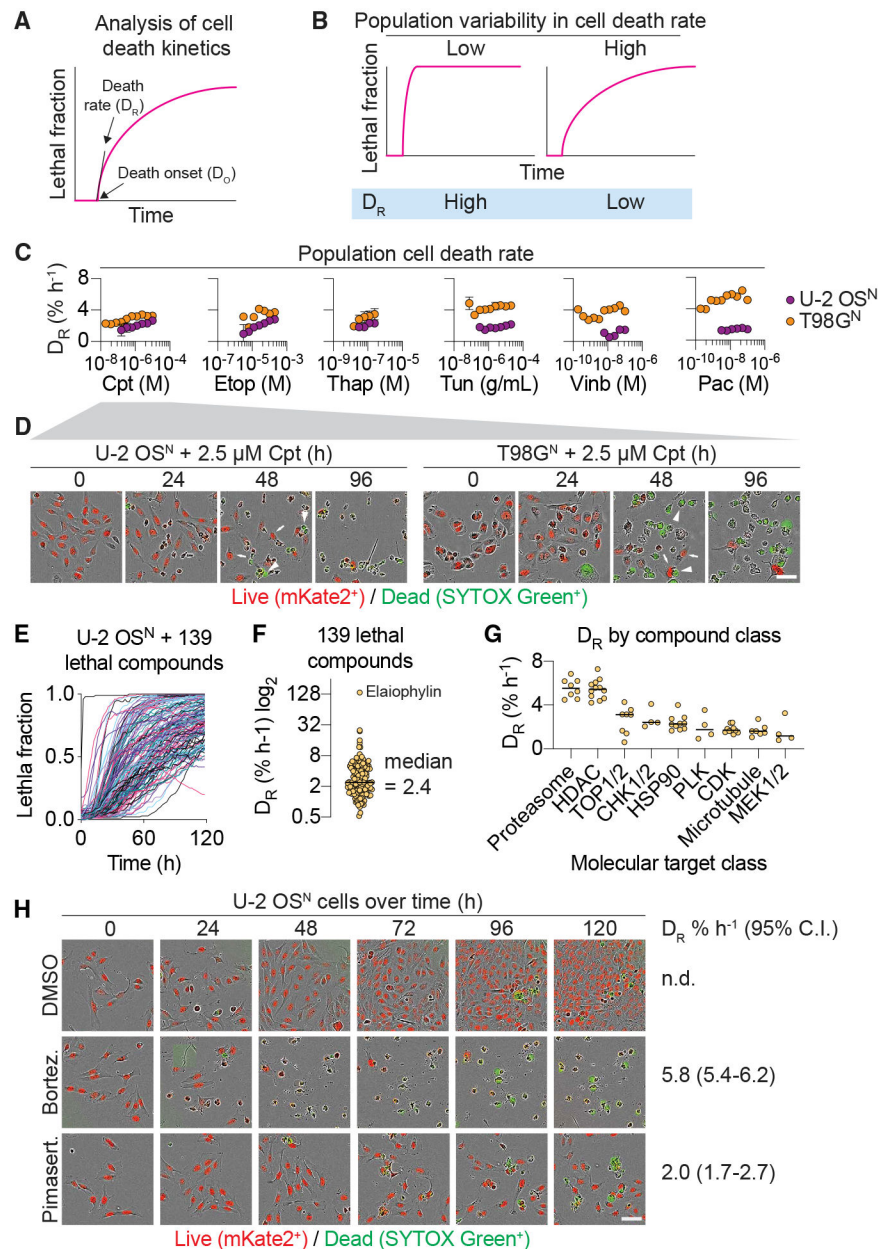 A
Analysis of cell
death kinetics
Lethal fraction
Death
rate (DR)
Death onset (DO)
Time
B
Population variability in cell death rate
Low
High
Lethal fraction
Time
DR
High
Low
C
Population cell death rate
DR (% h-1)
8
4
0
10-8 10-6 10-4
Cpt (M)
10-7 10-5 10-3
Etop (M)
10-9 10-7 10-5
Thap (M)
10-8 10-6 10-4
Tun (g/mL)
10-10 10-8 10-6
Vinb (M)
10-10 10-8 10-6
Pac (M)
U-2 OSN
T98GN
D
U-2 OSN + 2.5 µM Cpt (h)
0 24 48 96
T98GN + 2.5 µM Cpt (h)
0 24 48 96
Live (mKate2+) / Dead (SYTOX Green+)
E
U-2 OSN + 139
lethal compounds
Lethla fraction
1.0
0.5
0.0
0 60 120
Time (h)
F
139 lethal
compounds
DR (% h-1) log2
128
32
8
2
0.5
Elaiophylin
median
= 2.4
G
DR by compound class
DR (% h-1)
8
4
0
Proteasome
HDAC
TOP1/2
CHK1/2
HSP90
PLK
CDK
Microtubule
MEK1/2
Molecular target class
H
U-2 OSN cells over time (h)
0 24 48 72 96 120
DR % h-1 (95% C.I.)
DMSO
n.d.
Bortez.
5.8 (5.4-6.2)
Pimasert.
2.0 (1.7-2.7)
Live (mKate2+) / Dead (SYTOX Green+)